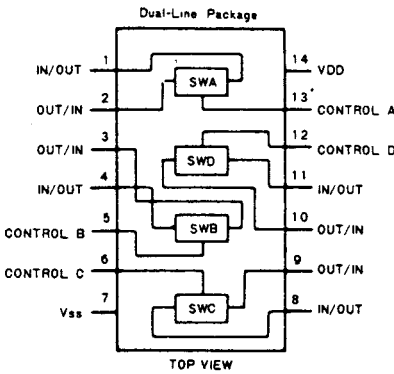 Dual-Line Package
1
IN/OUT
2
OUT/IN
3
OUT/IN
4
IN/OUT
5
CONTROL B
6
CONTROL C
7
Vss
SWA
SWD
SWB
SWC
14
VDD
13
CONTROL A
12
CONTROL D
11
IN/OUT
10
OUT/IN
9
OUT/IN
8
IN/OUT
TOP VIEW